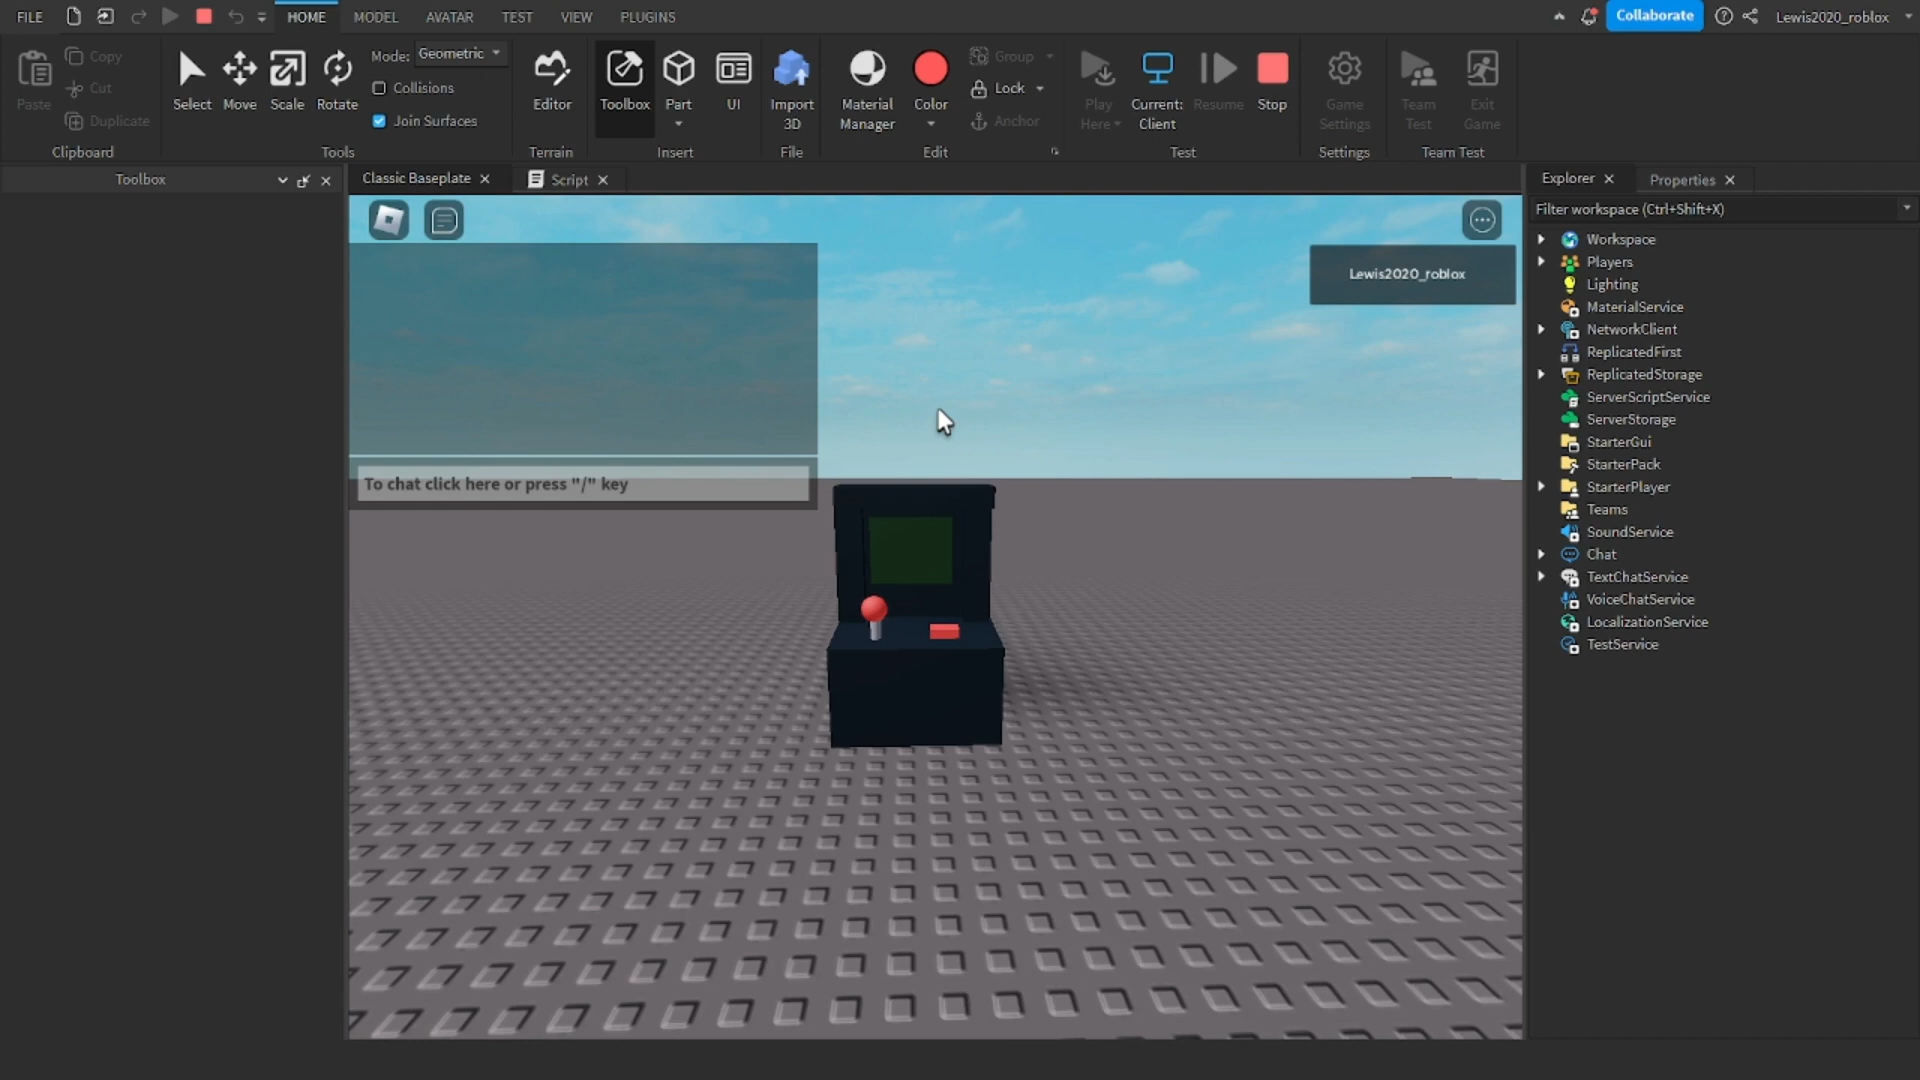 FILE HOME MODEL AVATAR TEST VIEW PLUGINS Collaborate Lewis2020_roblox
Paste Copy Cut Duplicate
Clipboard
Select Move Scale Rotate
Mode: Geometric
Collisions
Join Surfaces
Tools
Editor
Terrain
Toolbox Part UI
Insert
Import 3D
File
Material Manager Color
Group
Lock
Anchor
Edit
Play Here Current: Client Resume Stop
Test
Game Settings
Settings
Team Test Exit Game
Team Test
Toolbox
Classic Baseplate Script
Lewis2020_roblox
To chat click here or press "/" key
Explorer Properties
Filter workspace (Ctrl+Shift+X)
Workspace
Players
Lighting
MaterialService
NetworkClient
ReplicatedFirst
ReplicatedStorage
ServerScriptService
ServerStorage
StarterGui
StarterPack
StarterPlayer
Teams
SoundService
Chat
TextChatService
VoiceChatService
LocalizationService
TestService